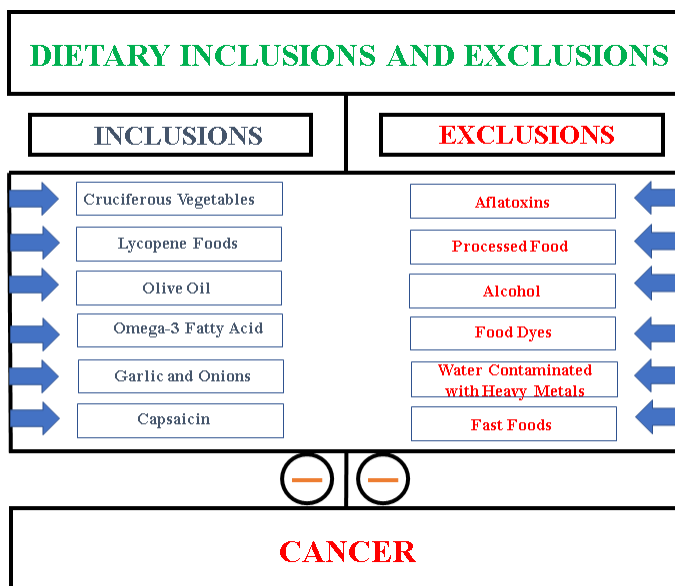 DIETARY INCLUSIONS AND EXCLUSIONS
INCLUSIONS
EXCLUSIONS
Cruciferous Vegetables
Lycopene Foods
Olive Oil
Omega-3 Fatty Acid
Garlic and Onions
Capsaicin
Aflatoxins
Processed Food
Alcohol
Food Dyes
Water Contaminated
with Heavy Metals
Fast Foods
CANCER